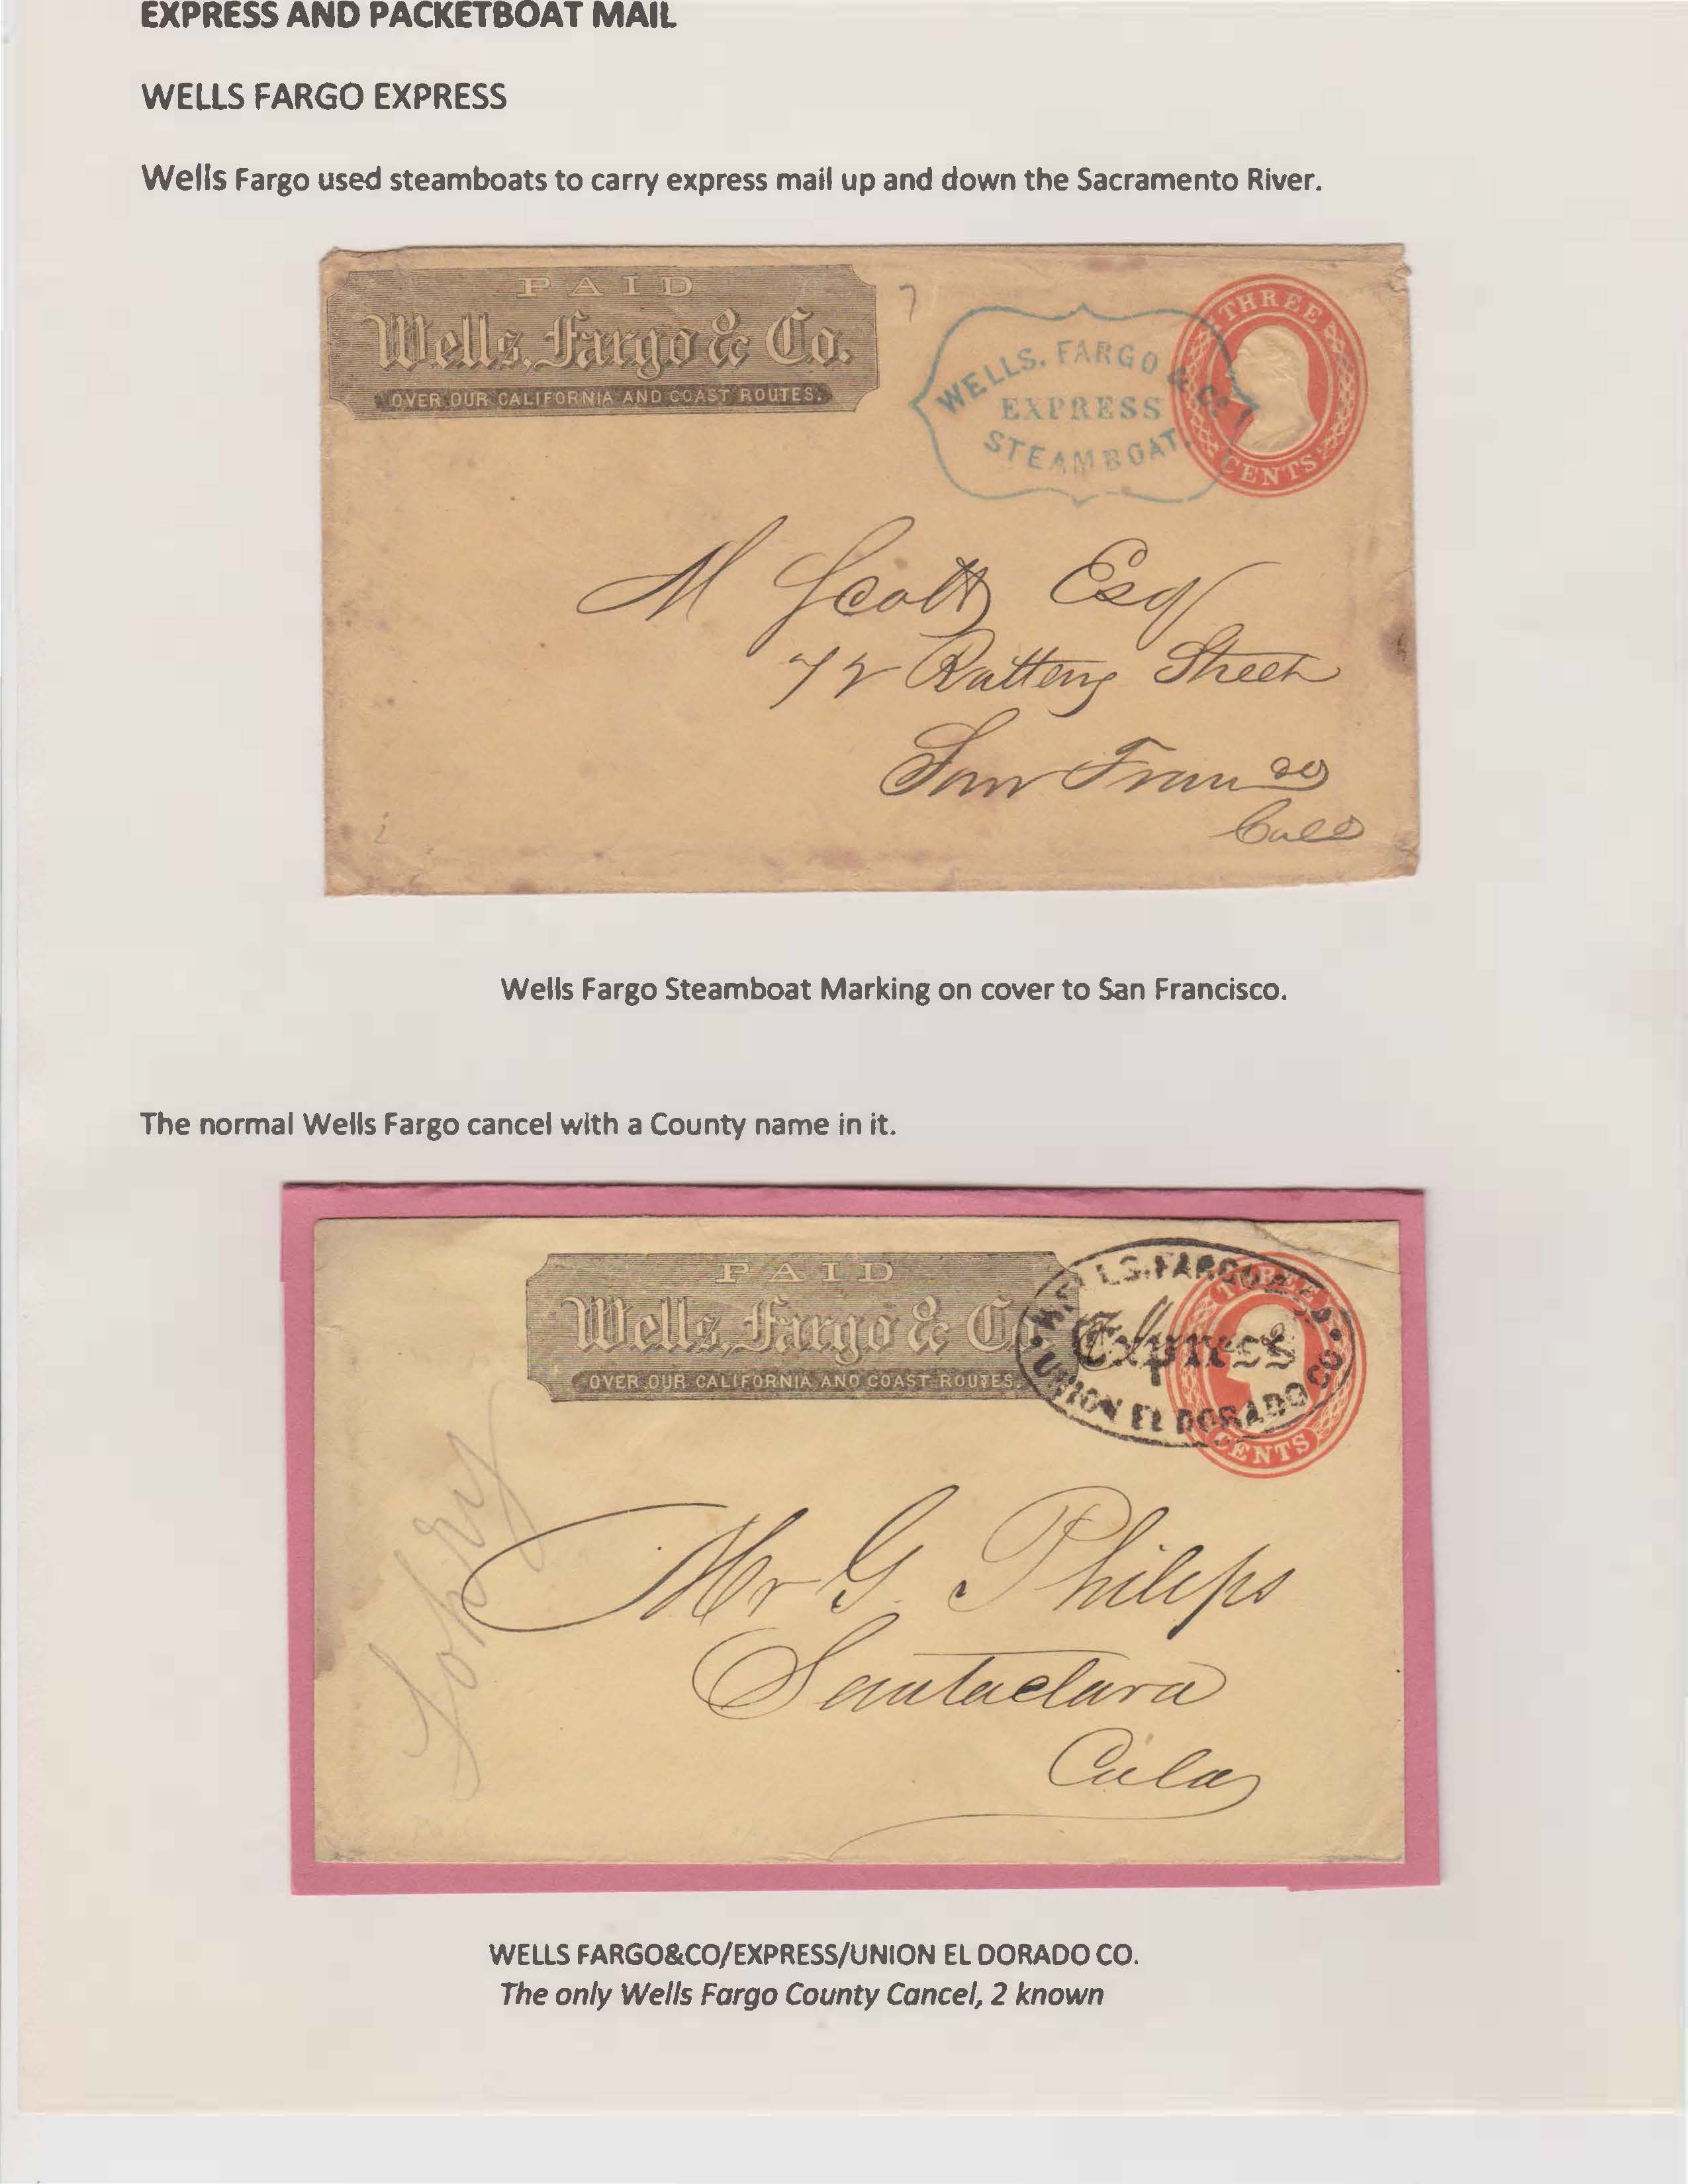 EXPRESS AND PACKETBOAT MAIL
WELLS FARGO EXPRESS
Wells Fargo used steamboats to carry express mail up and down the Sacramento River.
PAID
Wells, Fargo & Co.
OVER OUR CALIFORNIA AND COAST ROUTES.
7
WELLS. FARGO & Co.
EXPRESS
STEAMBOAT.
THREE
CENTS
M Scott Esq
72 Battery Street
San Francisco
Wells Fargo Steamboat Marking on cover to San Francisco.
The normal Wells Fargo cancel with a County name in it.
PAID
Wells, Fargo & Co
OVER OUR CALIFORNIA AND COAST ROUTES.
WELLS. FARGO & CO
Express
UNION EL DORADO CO
THREE
CENTS
Mr G Philips
Santaclara
Cala
WELLS FARGO&CO/EXPRESS/UNION EL DORADO CO.
The only Wells Fargo County Cancel, 2 known